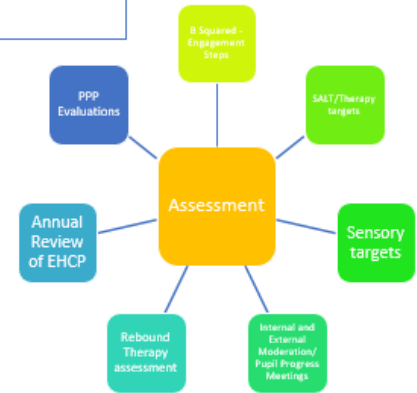 B Squared -
Engagement
Steps
SALT/Therapy
targets
Sensory
targets
Internal and
External
Moderation/
Pupil Progress
Meetings
Rebound
Therapy
assessment
Annual
Review
of EHCP
PPP
Evaluations
Assessment